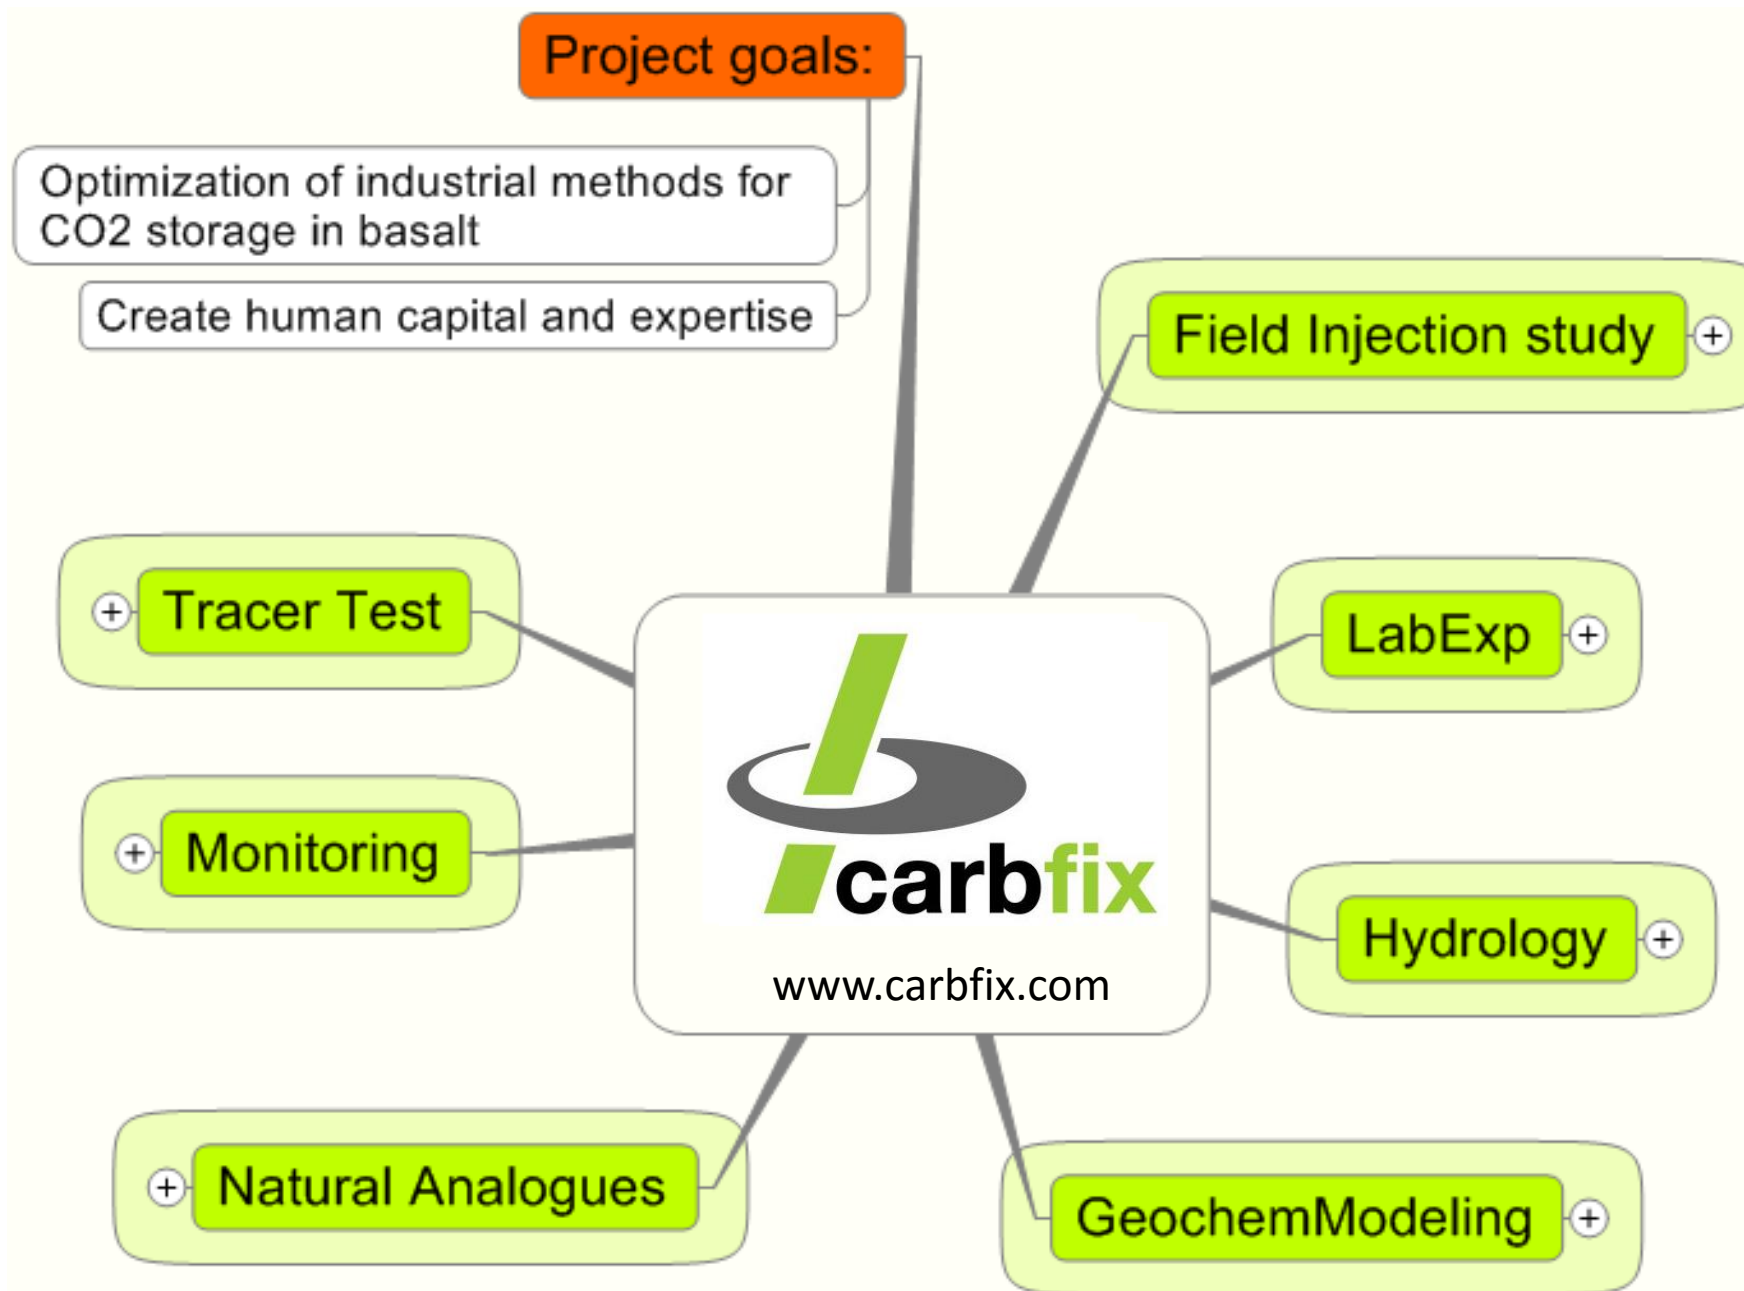 Project goals:
Optimization of industrial methods for
CO2 storage in basalt
Create human capital and expertise
Field Injection study
Tracer Test
LabExp
Monitoring
carbfix
www.carbfix.com
Hydrology
Natural Analogues
GeochemModeling